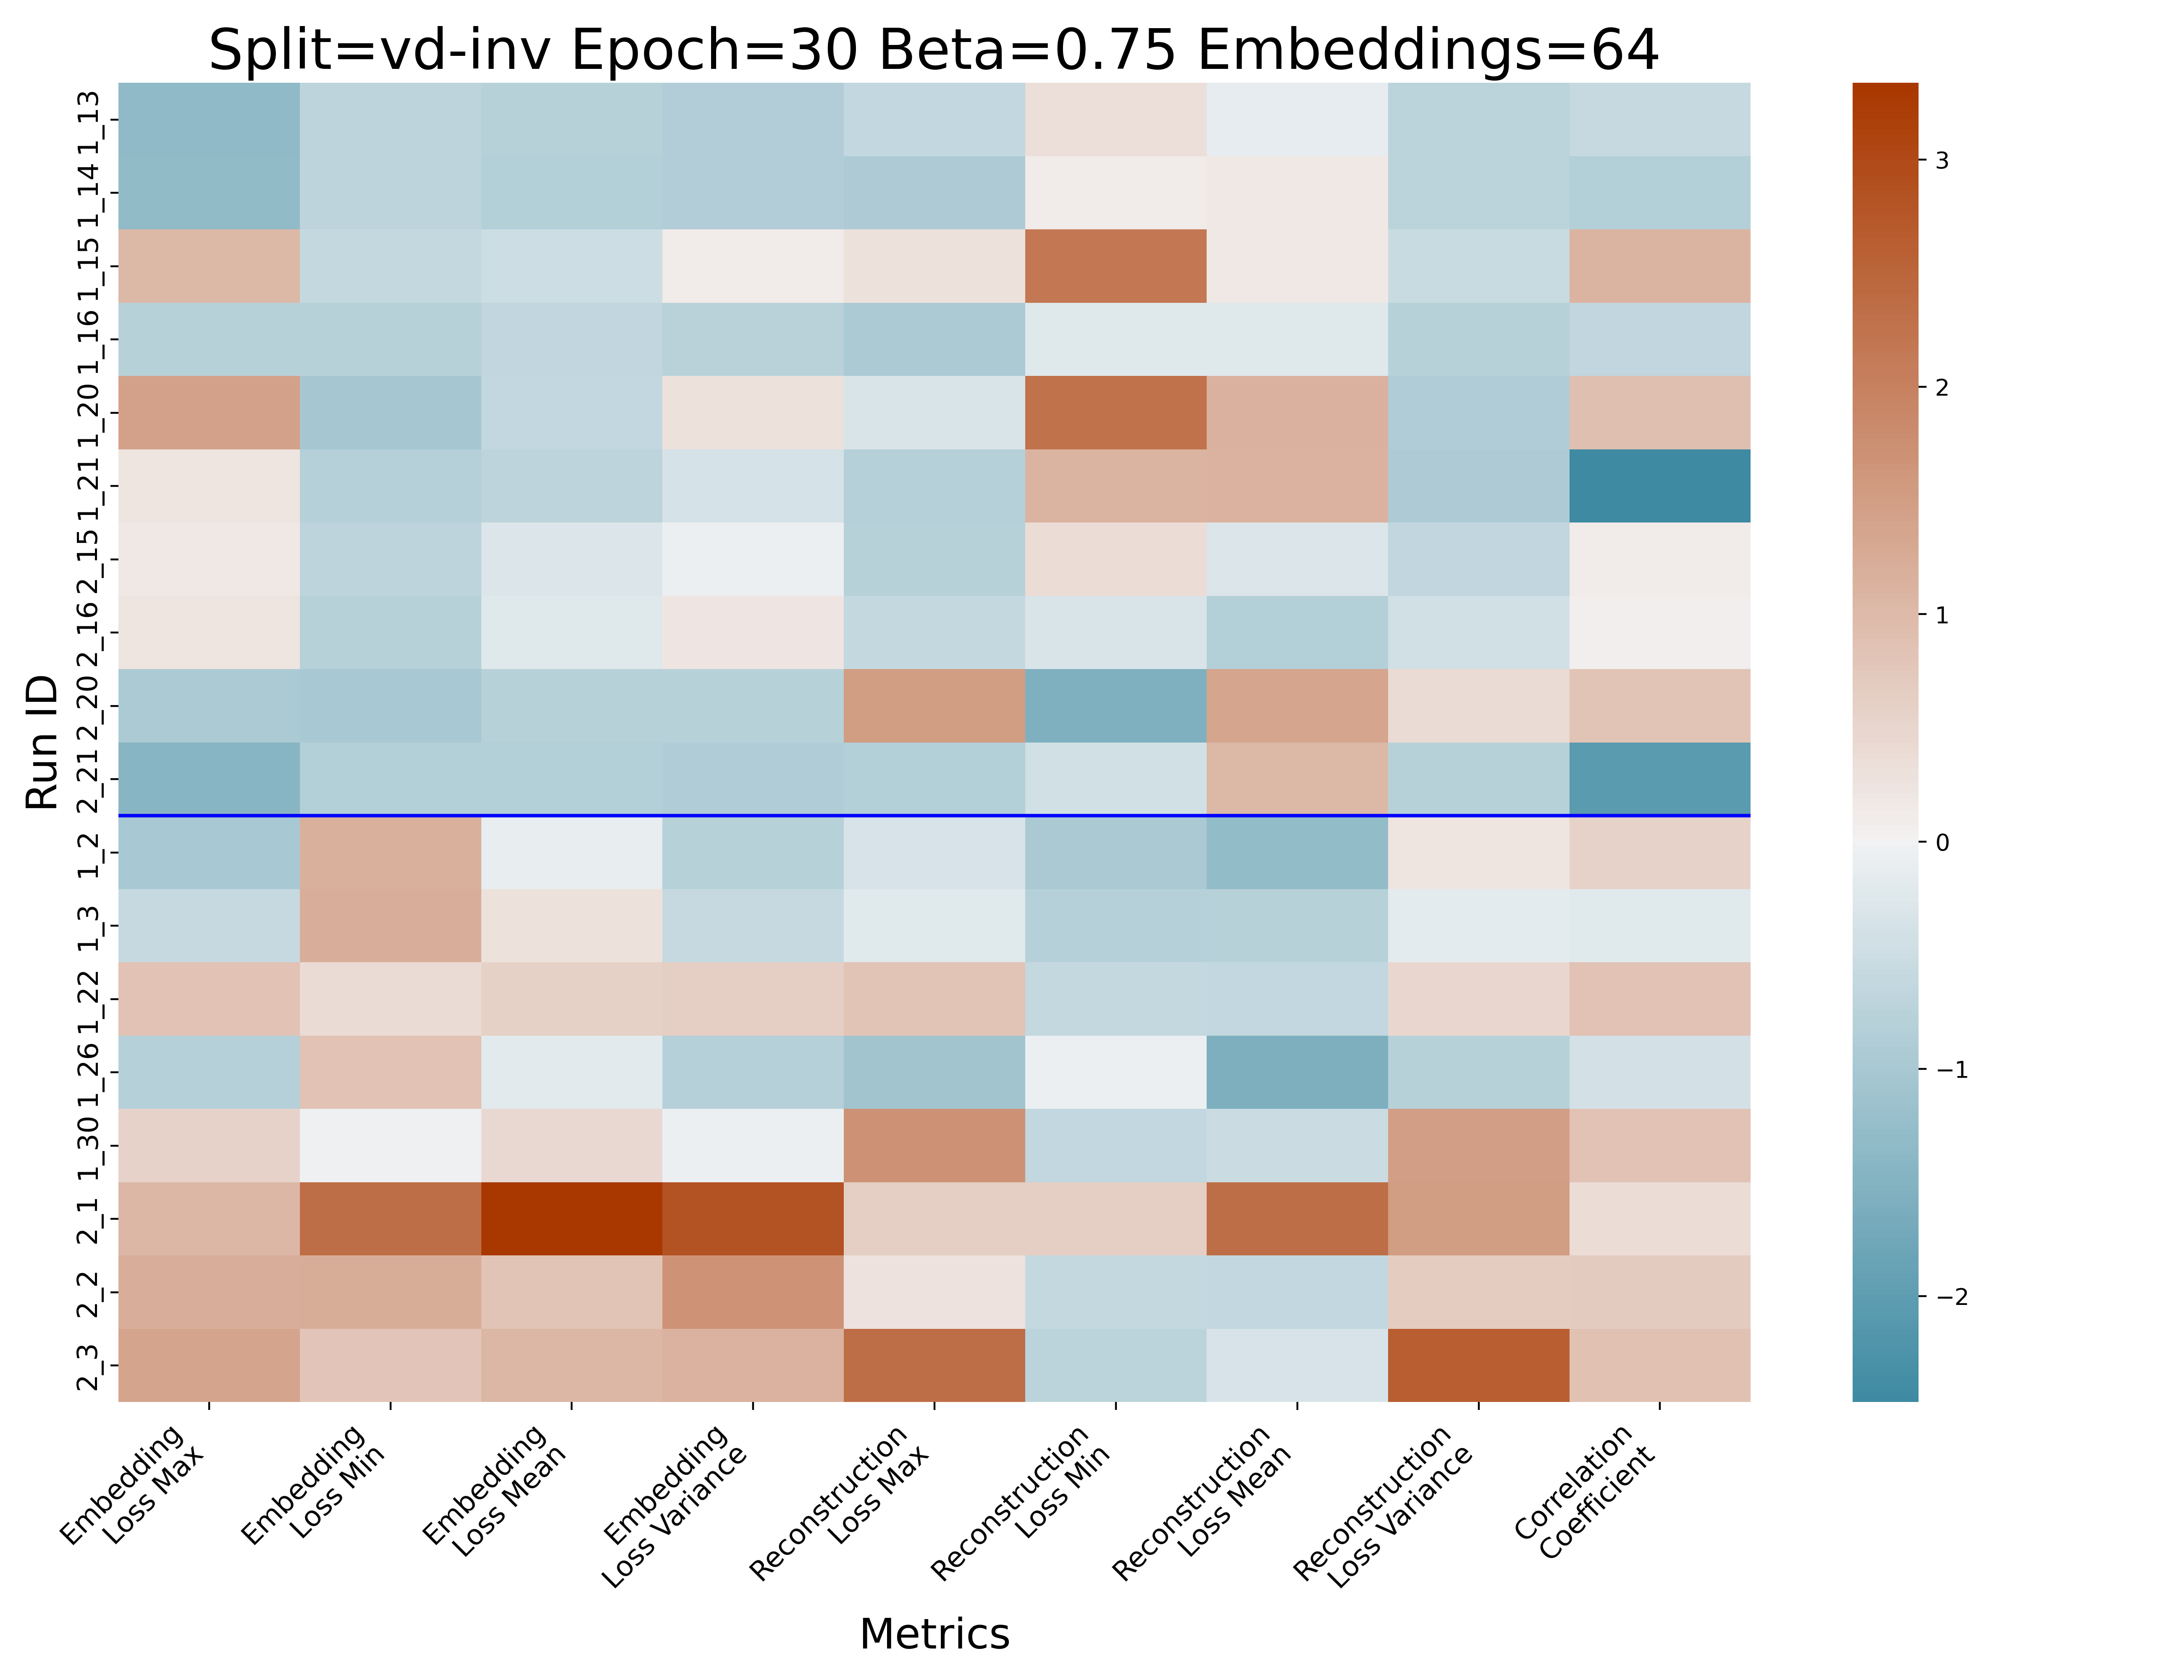 Split=vd-inv Epoch=30 Beta=0.75 Embeddings=64
Run ID
1_13
1_14
1_15
1_16
1_20
1_21
2_15
2_16
2_20
2_21
1_2
1_3
1_22
1_26
1_30
2_1
2_2
2_3
Embedding
Loss Max
Embedding
Loss Min
Embedding
Loss Mean
Embedding
Loss Variance
Reconstruction
Loss Max
Reconstruction
Loss Min
Reconstruction
Loss Mean
Reconstruction
Loss Variance
Correlation
Coefficient
Metrics
3
2
1
0
−1
−2